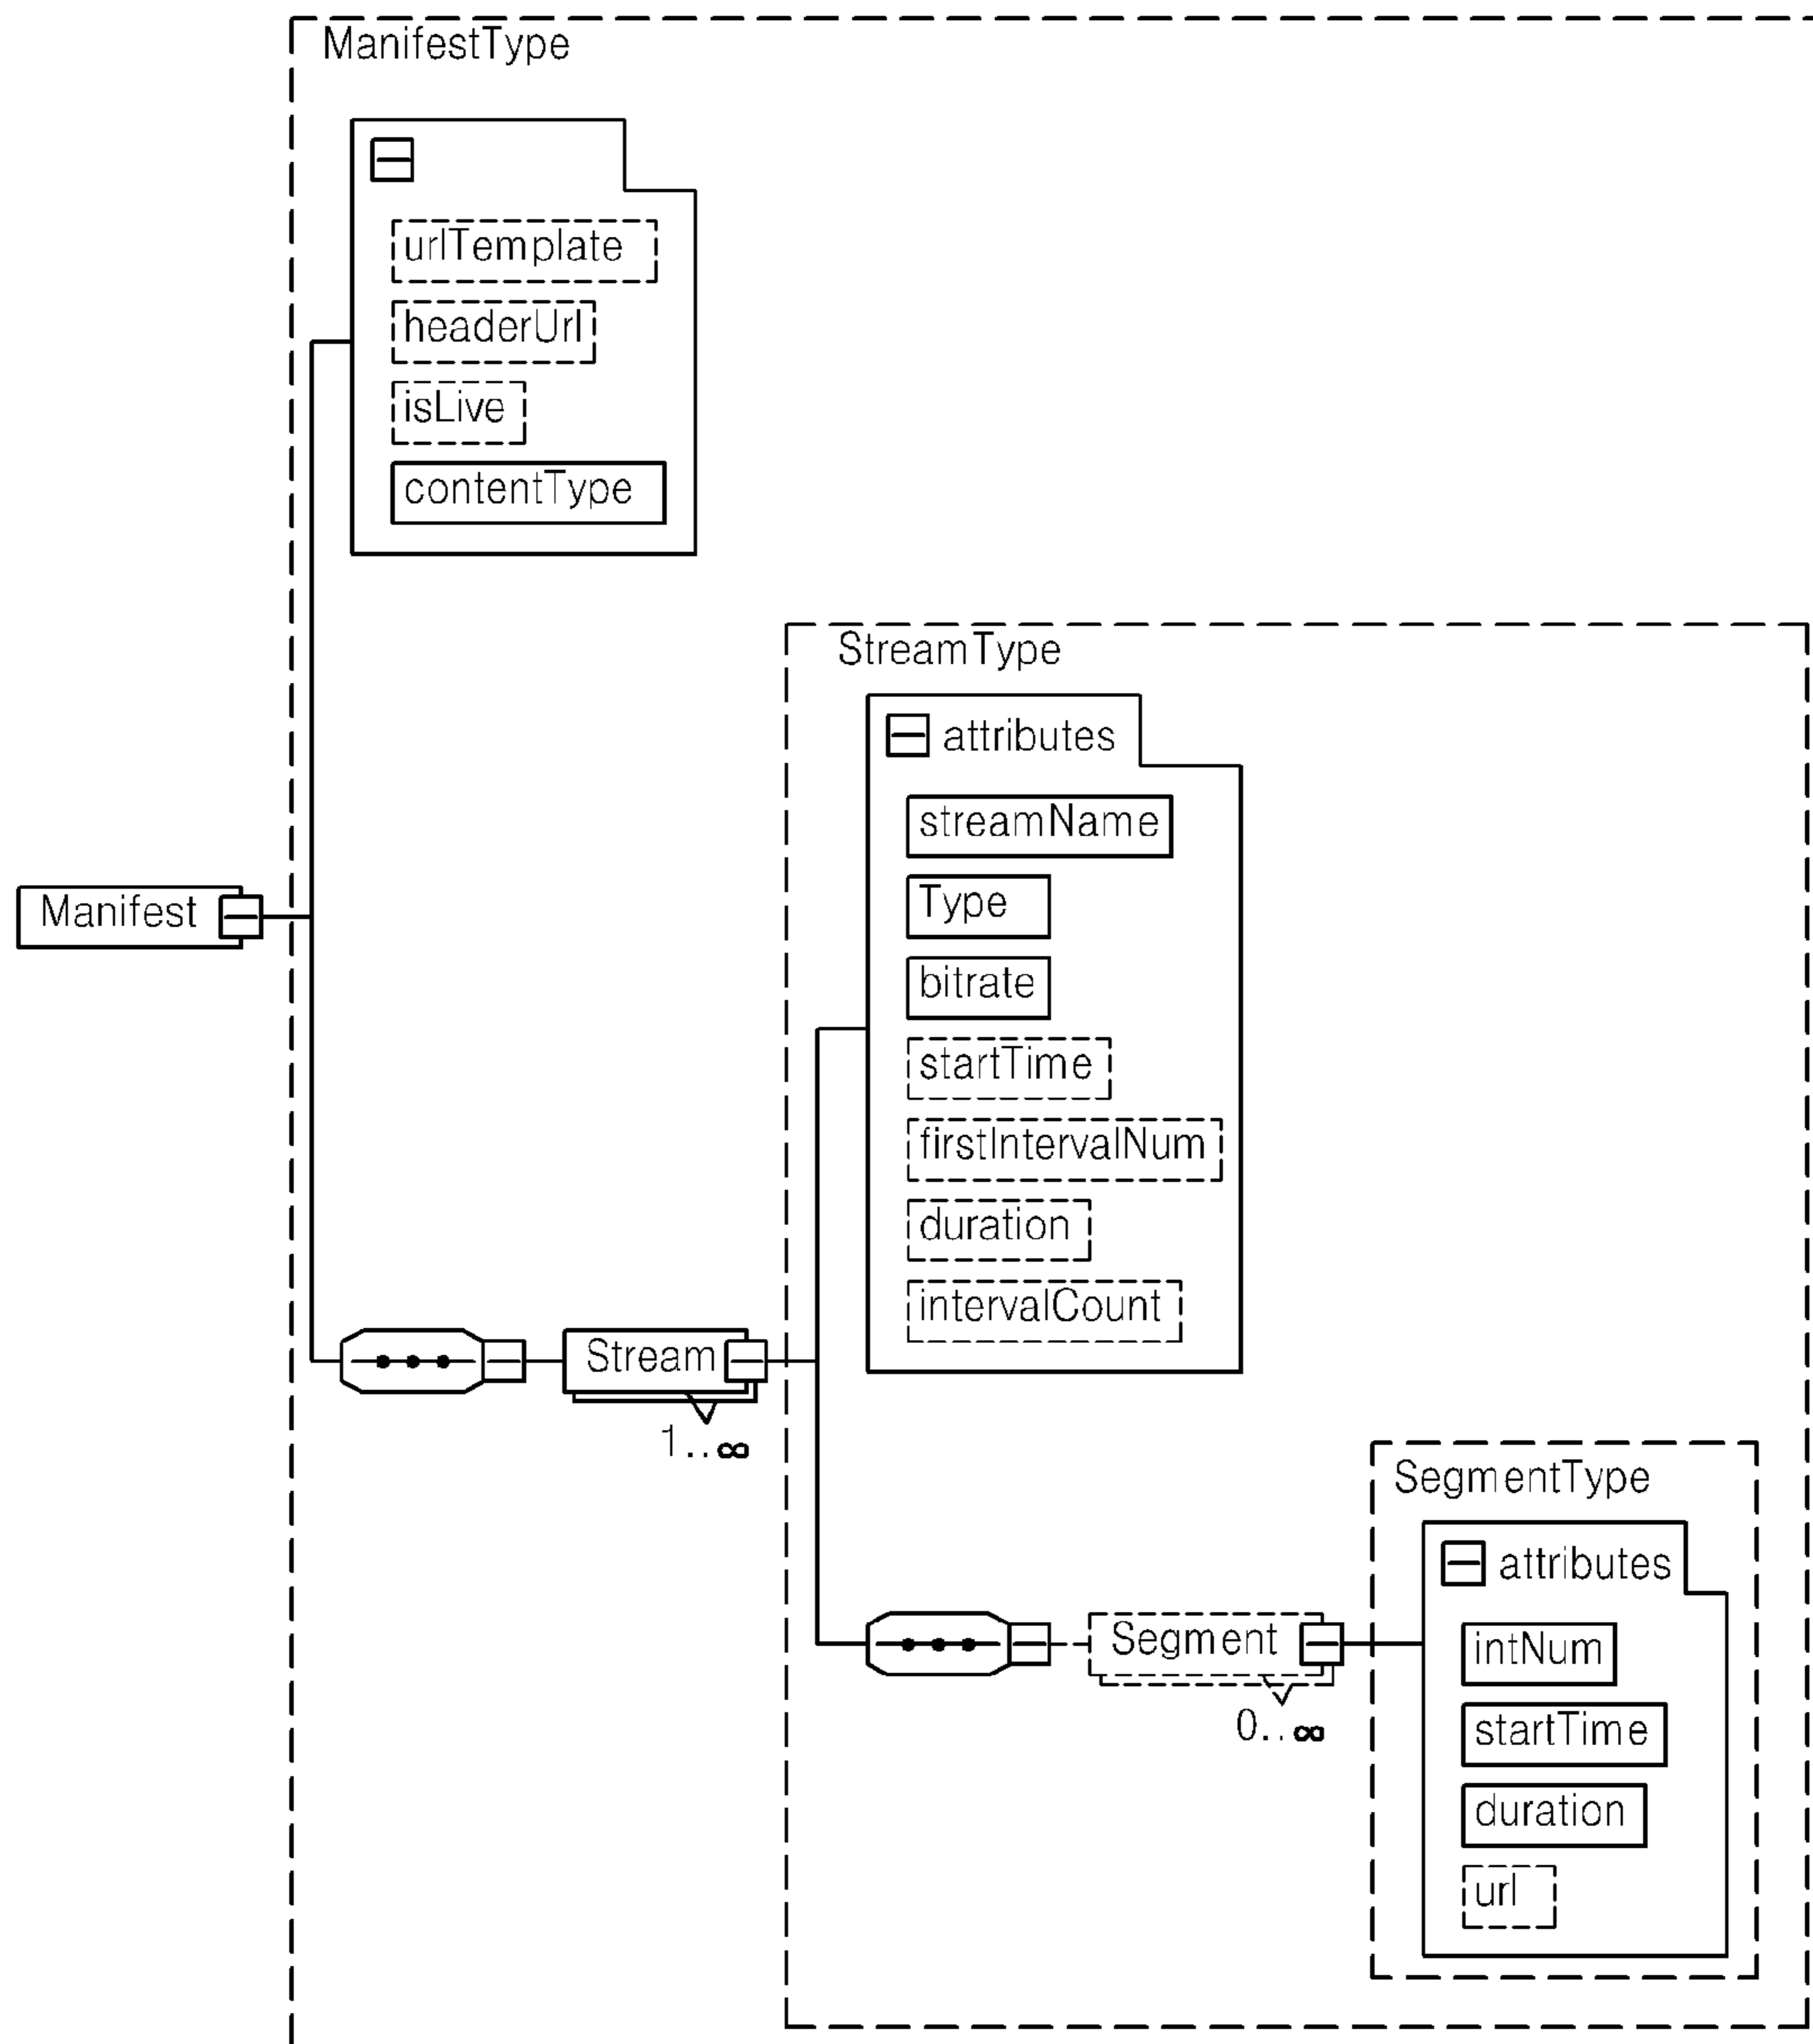 ManifestType
urlTemplate
headerUrl
isLive
contentType
StreamType
attributes
streamName
Type
bitrate
startTime
firstIntervalNum
duration
intervalCount
Manifest
Stream
1..∞
SegmentType
attributes
intNum
startTime
duration
url
Segment
0..∞